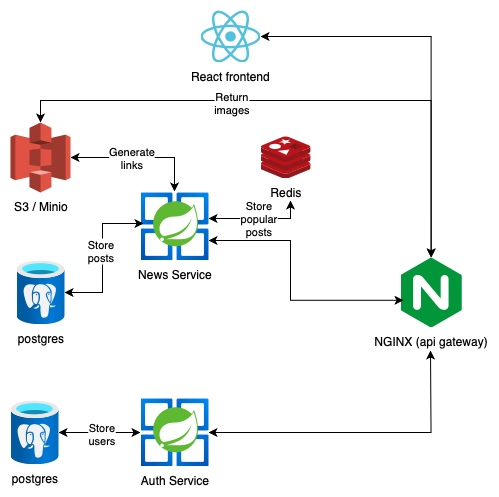 React frontend
Return
images
Generate
links
S3 / Minio
Redis
Store
popular
posts
Store
posts
News Service
postgres
N
NGINX (api gateway)
Store
users
postgres
Auth Service